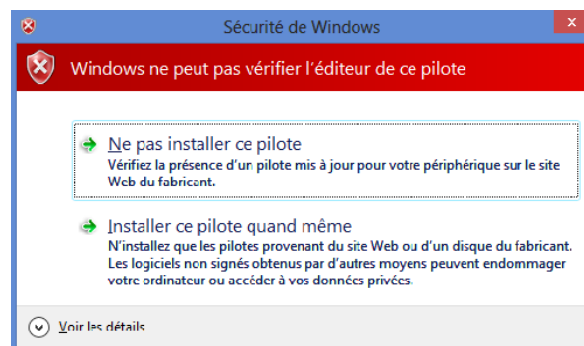 Sécurité de Windows
x
Windows ne peut pas vérifier l'éditeur de ce pilote
Ne pas installer ce pilote
Vérifiez la présence d'un pilote mis à jour pour votre périphérique sur le site
Web du fabricant.
Installer ce pilote quand même
N'installez que les pilotes provenant du site Web ou d'un disque du fabricant.
Les logiciels non signés obtenus par d'autres moyens peuvent endommager
votre ordinateur ou accéder à vos données privées.
Voir les détails